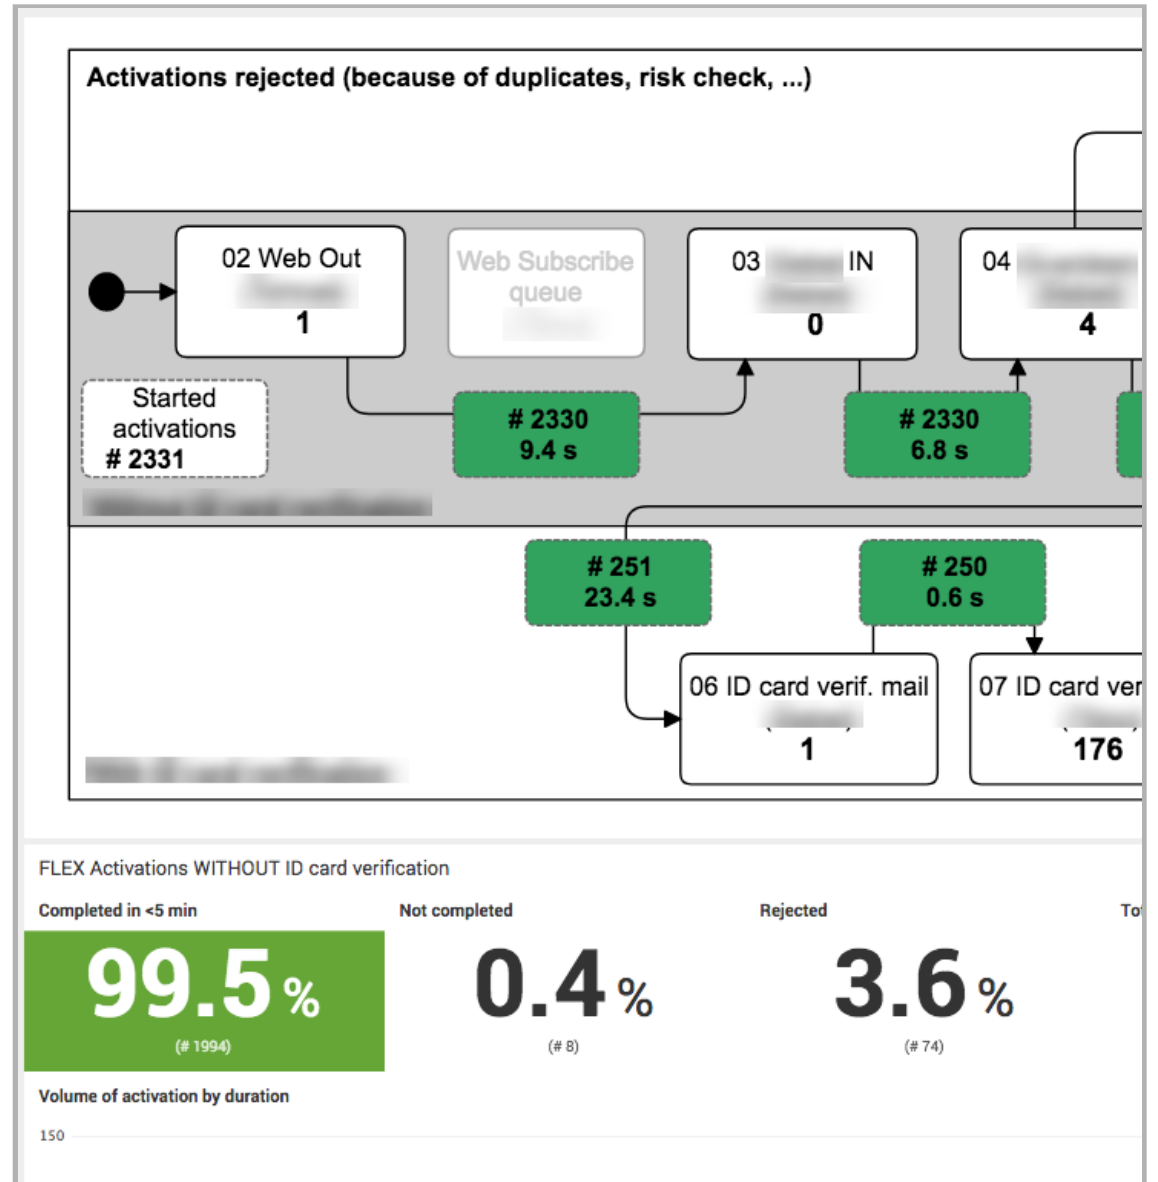 Activations rejected (because of duplicates, risk check, ...)
02 Web Out
1
Web Subscribe
queue
03 IN
0
04
4
Started
activations
# 2331
# 2330
9.4 s
# 2330
6.8 s
# 251
23.4 s
# 250
0.6 s
06 ID card verif. mail
1
07 ID card ver
176
FLEX Activations WITHOUT ID card verification
Completed in <5 min
99.5 %
(# 1994)
Not completed
0.4 %
(# 8)
Rejected
3.6 %
(# 74)
To
Volume of activation by duration
150